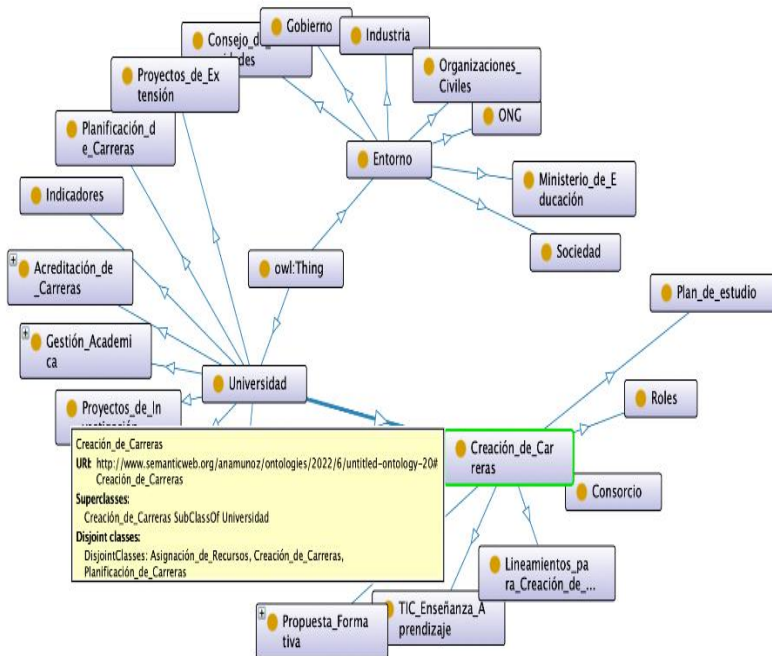 Gobierno
Industria
Consejo_de_
idades
Organizaciones_
Civiles
Proyectos_de_Ex
tensión
ONG
Planificación_d
e_Carreras
Entorno
Ministerio_de_E
ducación
Indicadores
Sociedad
Acreditación_de
_Carreras
owl:Thing
Plan_de_estudio
Gestión_Academi
ca
Universidad
Roles
Proyectos_de_In
Creación_de_Car
reras
Consorcio
Creación_de_Carreras
URI: http://www.semanticweb.org/anamunoz/ontologies/2022/6/untitled-ontology-20#
Creación_de_Carreras
Superclasses:
Creación_de_Carreras SubClassOf Universidad
Disjoint classes:
DisjointClasses: Asignación_de_Recursos, Creación_de_Carreras,
Planificación_de_Carreras
Lineamientos_pa
ra_Creación_de_...
Propuesta_Forma
tiva
TIC_Enseñanza_A
prendizaje